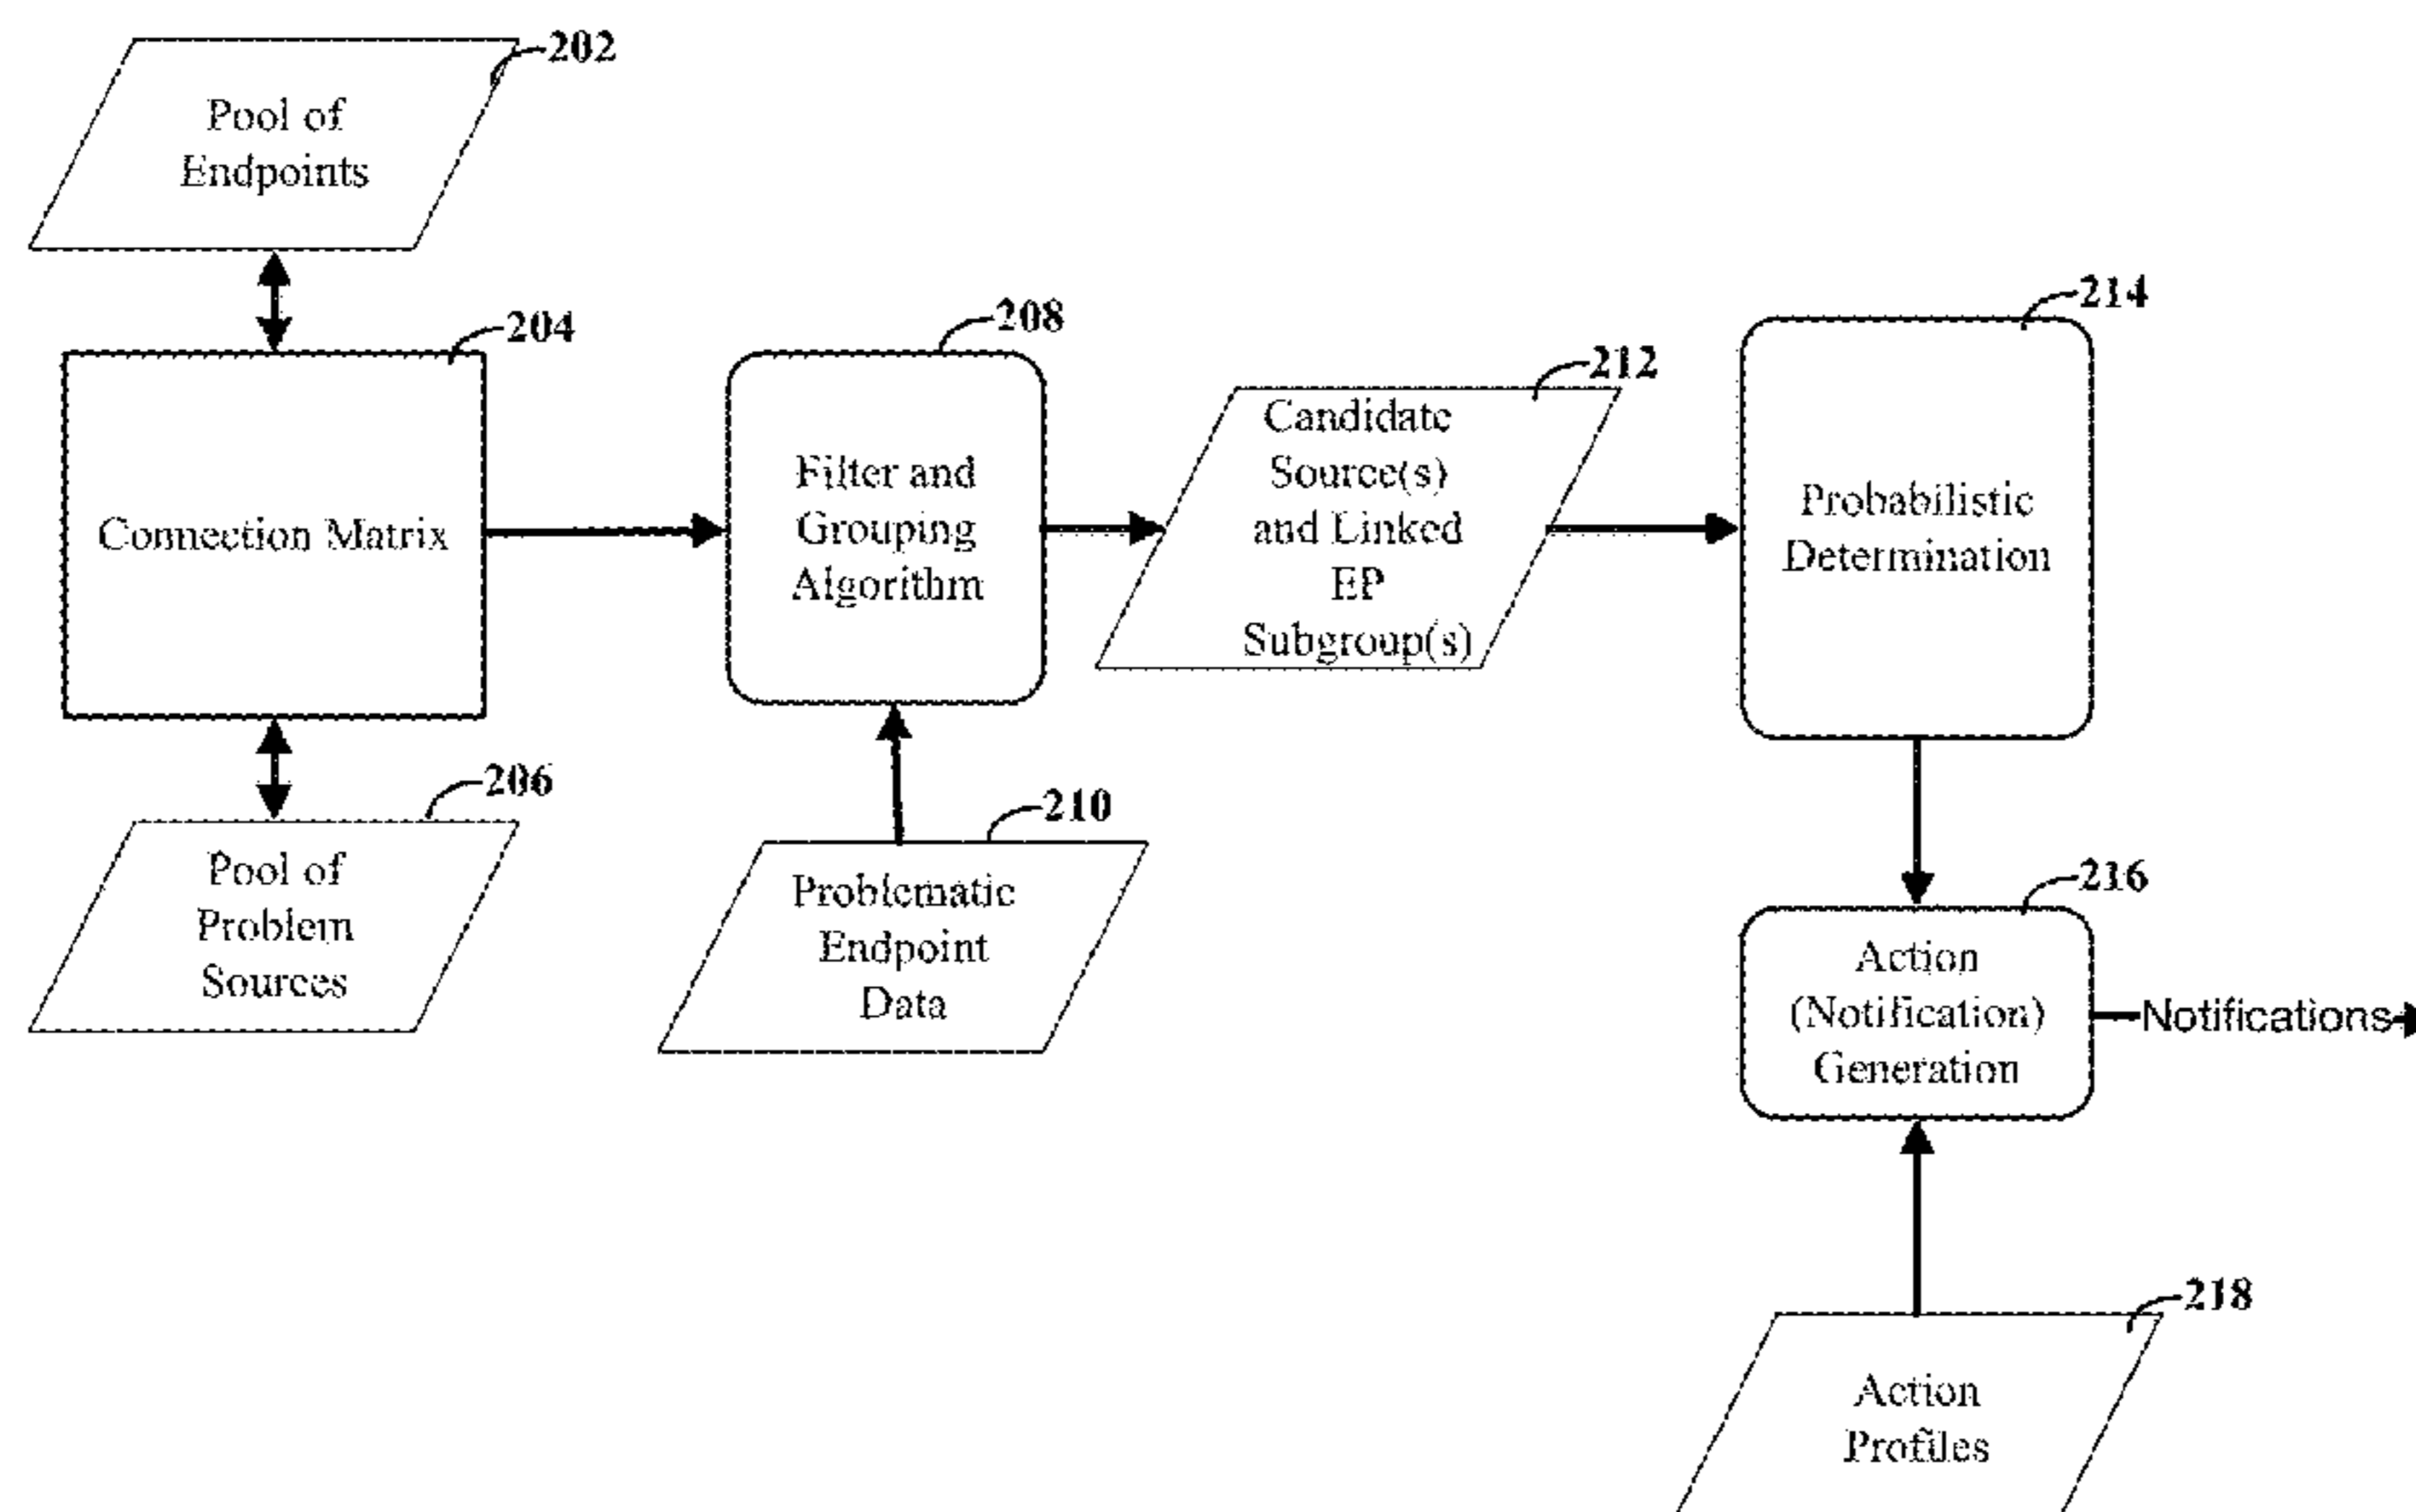 202
Pool of
Endpoints
204
Connection Matrix
206
Pool of
Problem
Sources
208
Filter and
Grouping
Algorithm
210
Problematic
Endpoint
Data
212
Candidate
Source(s)
and Linked
EP
Subgroup(s)
214
Probabilistic
Determination
216
Action
(Notification)
Generation
Notifications
218
Action
Profiles